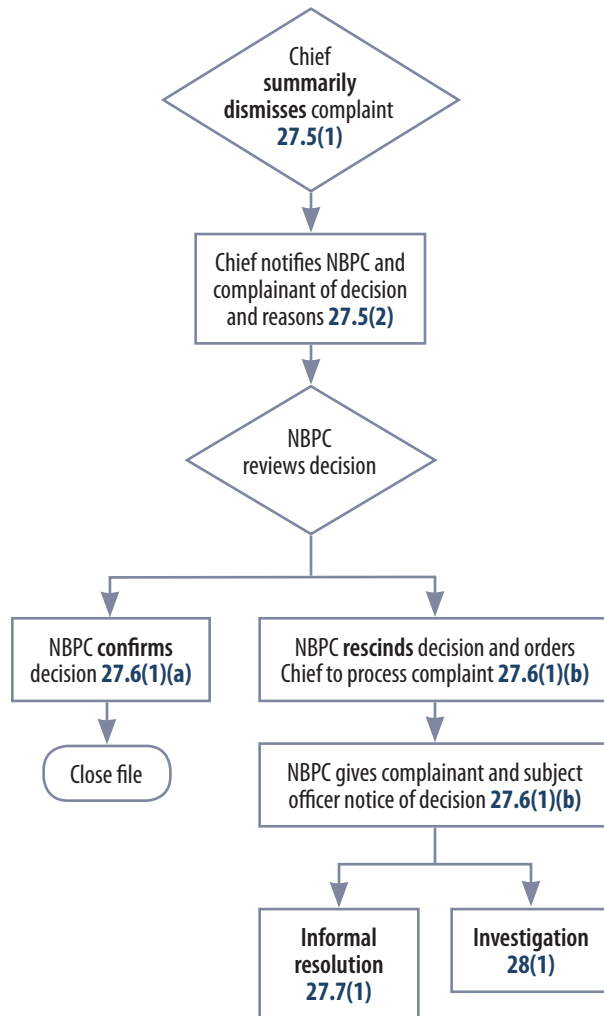 Chief
summarily
dismisses complaint
27.5(1)
Chief notifies NBPC and
complainant of decision
and reasons 27.5(2)
NBPC
reviews decision
NBPC confirms
decision 27.6(1)(a)
Close file
NBPC rescinds decision and orders
Chief to process complaint 27.6(1)(b)
NBPC gives complainant and subject
officer notice of decision 27.6(1)(b)
Informal
resolution
27.7(1)
Investigation
28(1)